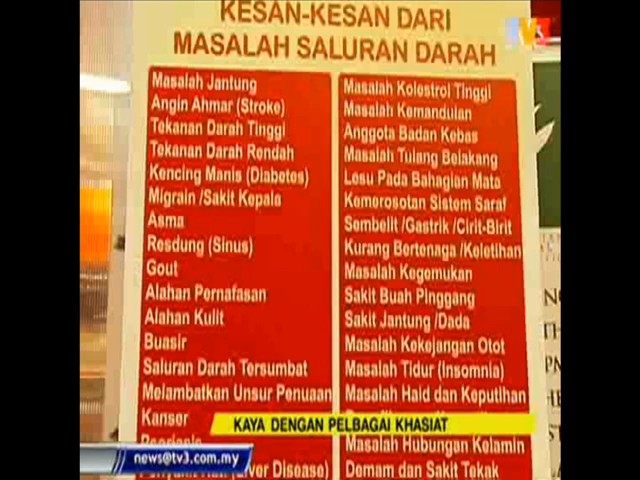 KESAN-KESAN DARI
MASALAH SALURAN DARAH
Masalah Jantung
Angin Ahmar (Stroke)
Tekanan Darah Tinggi
Tekanan Darah Rendah
Kencing Manis (Diabetes)
Migrain /Sakit Kepala
Asma
Resdung (Sinus)
Gout
Alahan Pernafasan
Alahan Kulit
Buasir
Saluran Darah Tersumbat
Melambatkan Unsur Penuaan
Kanser
Psoriasis
(Liver Disease)
Masalah Kolestrol Tinggi
Masalah Kemandulan
Anggota Badan Kebas
Masalah Tulang Belakang
Lesu Pada Bahagian Mata
Kemerosotan Sistem Saraf
Sembelit /Gastrik /Cirit-Birit
Kurang Bertenaga /Keletihan
Masalah Kegemukan
Sakit Buah Pinggang
Sakit Jantung /Dada
Masalah Kekejangan Otot
Masalah Tidur (Insomnia)
Masalah Haid dan Keputihan
Masalah Hubungan Kelamin
Demam dan Sakit Tekak
KAYA DENGAN PELBAGAI KHASIAT
news@tv3.com.my